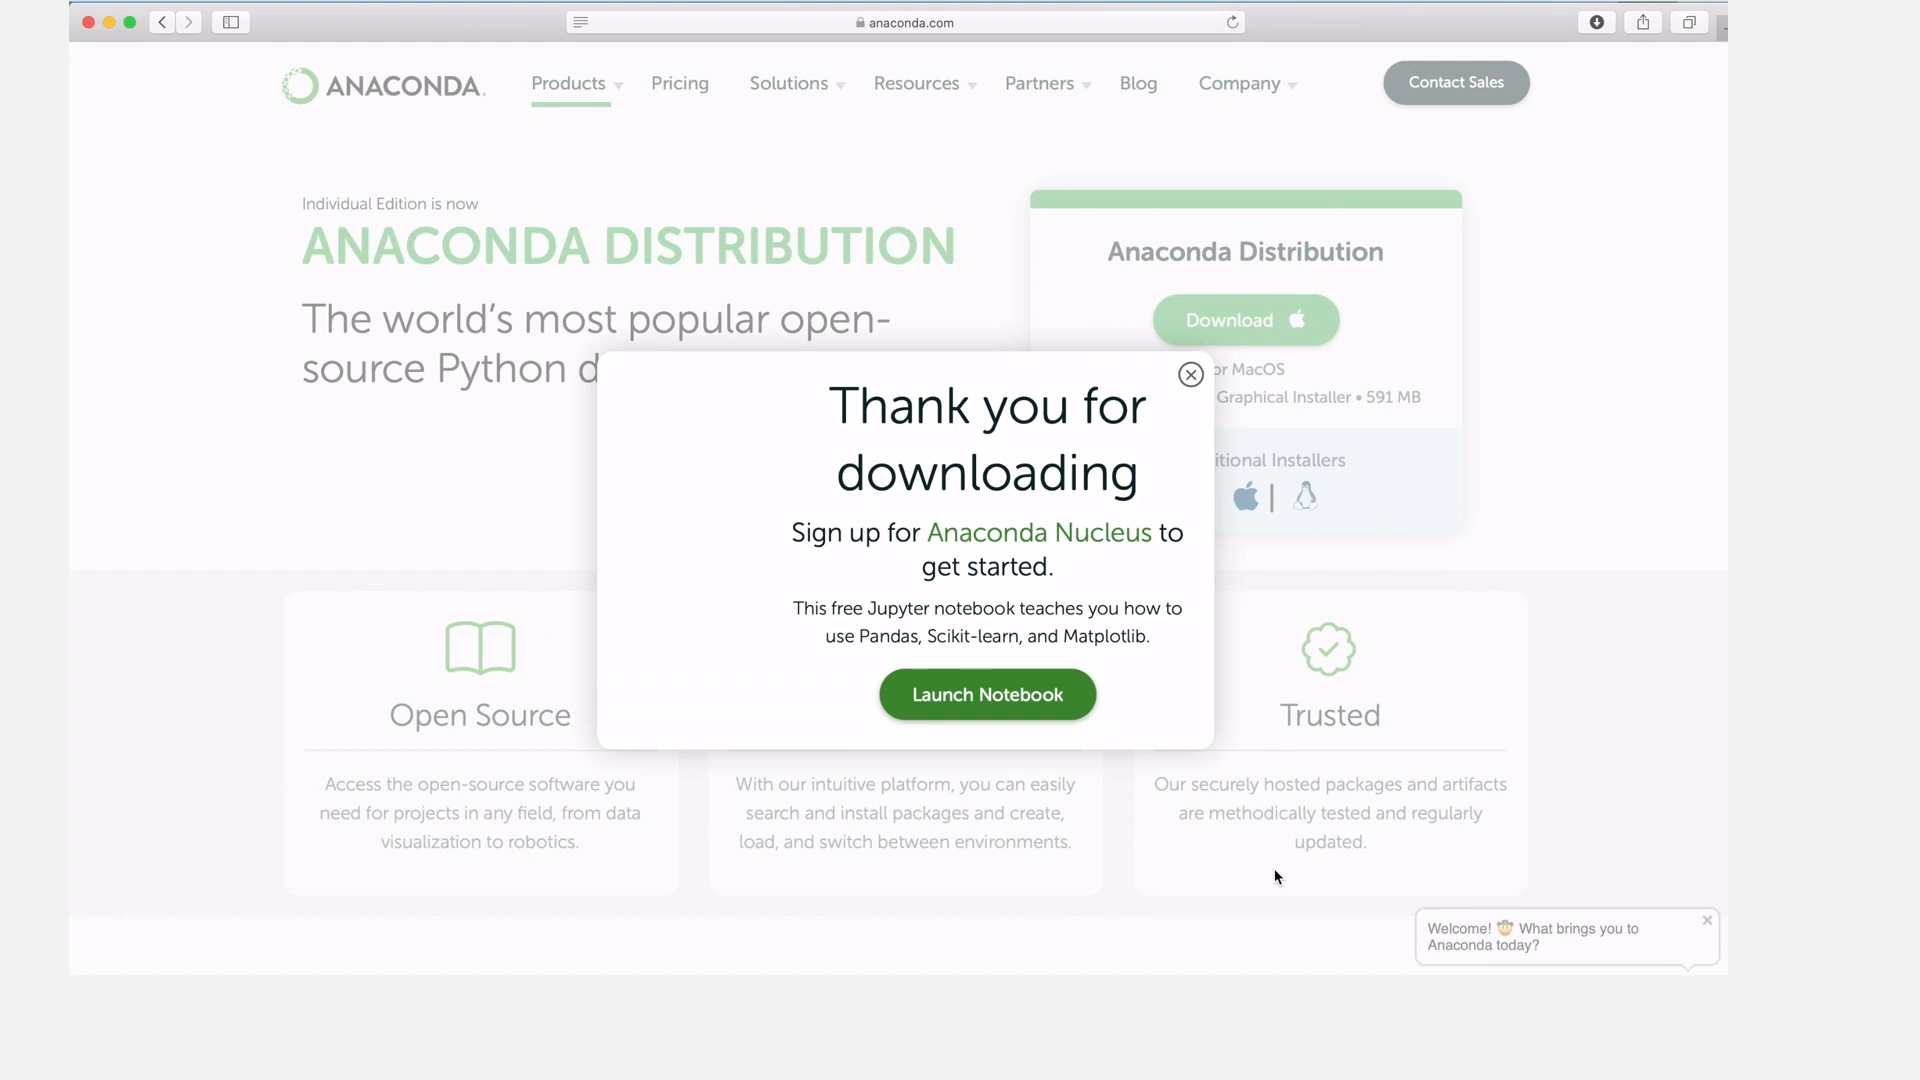 anaconda.com
ANACONDA.
Products
Pricing
Solutions
Resources
Partners
Blog
Company
Contact Sales
Individual Edition is now
ANACONDA DISTRIBUTION
The world's most popular open-
source Python d
Anaconda Distribution
Download
or MacOS
Graphical Installer • 591 MB
itional Installers
|
Thank you for
downloading
Sign up for Anaconda Nucleus to
get started.
This free Jupyter notebook teaches you how to
use Pandas, Scikit-learn, and Matplotlib.
Launch Notebook
Open Source
Access the open-source software you
need for projects in any field, from data
visualization to robotics.
With our intuitive platform, you can easily
search and install packages and create,
load, and switch between environments.
Trusted
Our securely hosted packages and artifacts
are methodically tested and regularly
updated.
Welcome! 🤠 What brings you to
Anaconda today?